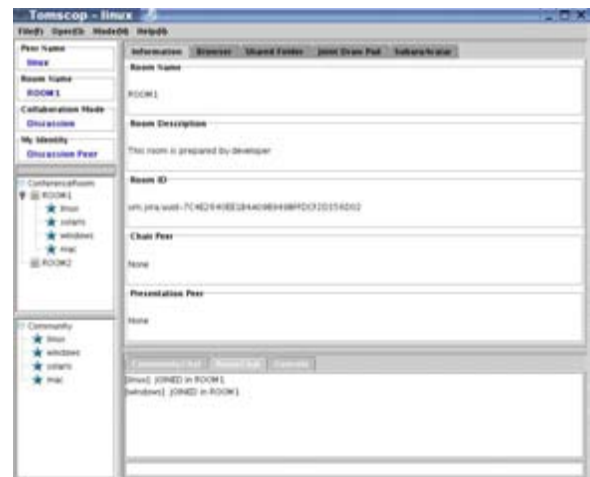 Tomscop - linux
File(F) Oper(O) Mode(M) Help(H)
Peer Name
linux
Room Name
ROOM1
Collaboration Mode
Discussion
My Identity
Discussion Peer
ConferenceRoom
ROOM1
linux
solaris
windows
mac
ROOM2
Community
linux
windows
solaris
mac
Information Browser Shared Folder Joint Draw Pad
Room Name
ROOM1
Room Description
This room is prepared by developer
Room ID
Chair Peer
None
Presentation Peer
None
[linux] JOINED in ROOM1
[windows] JOINED in ROOM1